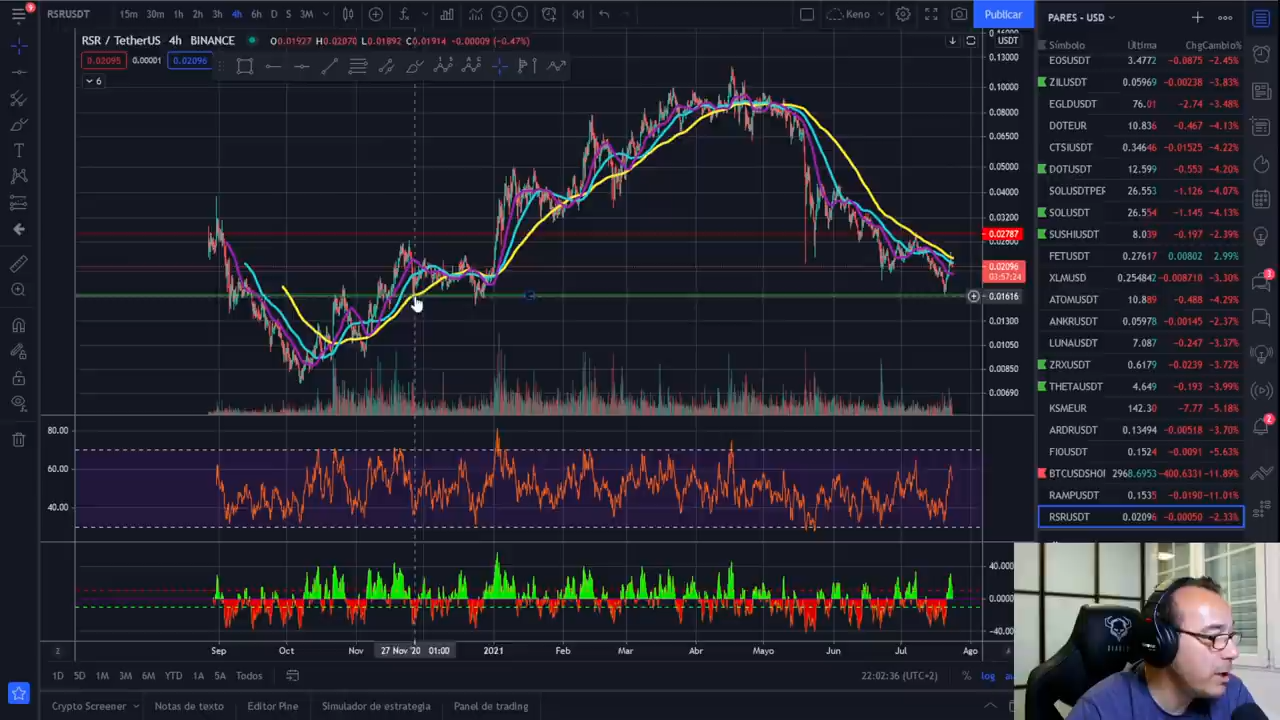 9
RSRUSDT
15m 30m 1h 2h 3h 4h 6h D S 3M
2
K
Keno
Publicar
RSR / TetherUS 4h BINANCE O0.01927 H0.02070 L0.01892 C0.01914 -0.00009 (-0.47%)
0.02095 0.00001 0.02096
6
USDT
0.13000
0.10000
0.08000
0.06500
0.05000
0.04000
0.03200
0.02787
0.02096
03:57:24
0.01616
0.01300
0.01050
0.00850
0.00690
80.00
60.00
40.00
40.0000
0.0000
-40.0000
Sep Oct Nov 27 Nov '20 01:00 2021 Feb Mar Abr Mayo Jun Jul Ago
1D 5D 1M 3M 6M YTD 1A 5A Todos
22:02:36 (UTC+2) % log
Crypto Screener Notas de texto Editor Pine Simulador de estrategia Panel de trading
PARES - USD
Símbolo Última Chg Cambio%
EOSUSDT 3.4772 -0.0875 -2.45%
ZILUSDT 0.05969 -0.00238 -3.83%
EGLDUSDT 76.01 -2.74 -3.48%
DOTEUR 10.836 -0.467 -4.13%
CTSIUSDT 0.34646 -0.01525 -4.22%
DOTUSDT 12.599 -0.553 -4.20%
SOLUSDTPER 26.553 -1.126 -4.07%
SOLUSDT 26.554 -1.145 -4.13%
SUSHIUSDT 8.039 -0.197 -2.39%
FETUSDT 0.27617 0.00802 2.99%
XLMUSD 0.254842 -0.008710 -3.30%
ATOMUSDT 10.889 -0.488 -4.29%
ANKRUSDT 0.05978 -0.00145 -2.37%
LUNAUSDT 7.087 -0.247 -3.37%
ZRXUSDT 0.6179 -0.0239 -3.72%
THETAUSDT 4.649 -0.193 -3.99%
KSMEUR 142.30 -7.77 -5.18%
ARDRUSDT 0.13494 -0.00518 -3.70%
FIOUSDT 0.1524 -0.0091 -5.63%
BTCUSDSHOI 2968.6953 -400.6331 -11.89%
RAMPUSDT 0.1535 -0.0190 -11.01%
RSRUSDT 0.02096 -0.00050 -2.33%
3
2